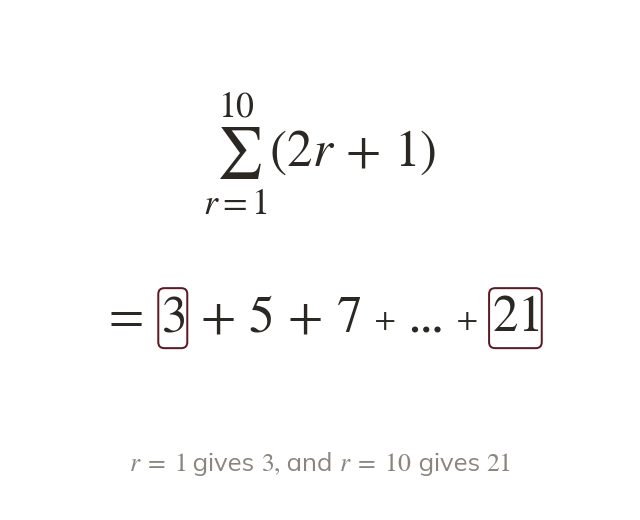 10
∑(2r + 1)
r = 1
= 3 + 5 + 7 + ... + 21
r = 1 gives 3, and r = 10 gives 21